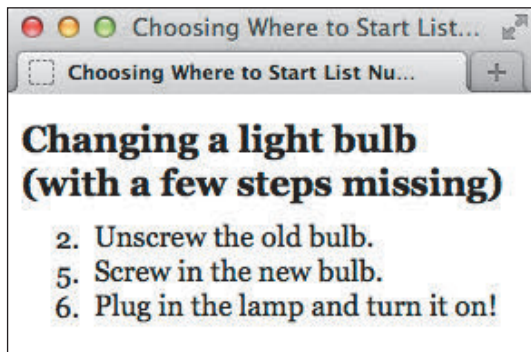 Choosing Where to Start List...
Choosing Where to Start List Nu...
Changing a light bulb
(with a few steps missing)
2. Unscrew the old bulb.
5. Screw in the new bulb.
6. Plug in the lamp and turn it on!